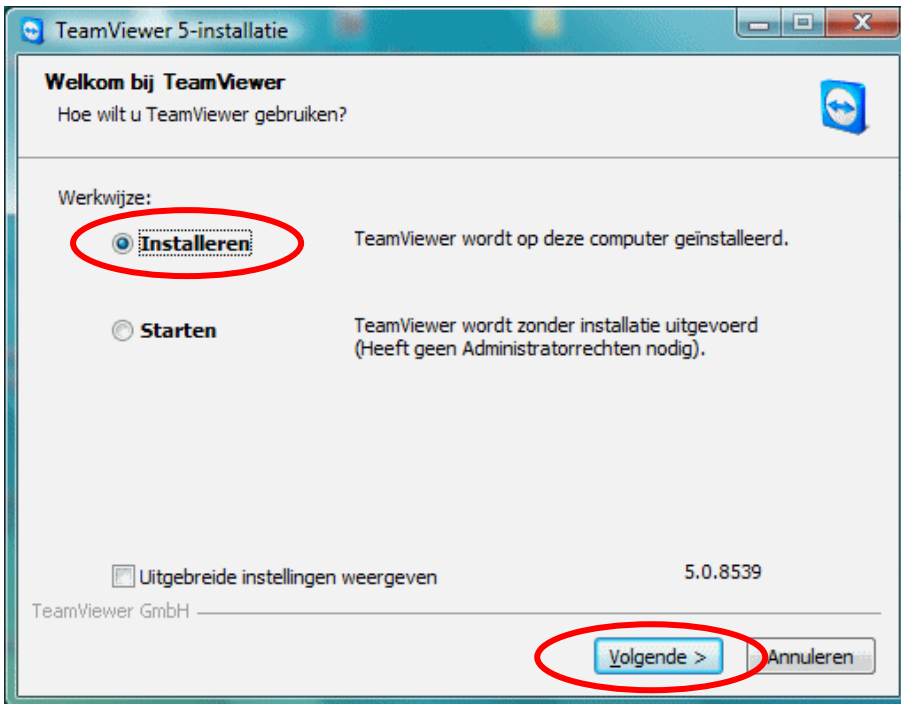 TeamViewer 5-installatie
Welkom bij TeamViewer
Hoe wilt u TeamViewer gebruiken?
Werkwijze:
Installeren
TeamViewer wordt op deze computer geïnstalleerd.
Starten
TeamViewer wordt zonder installatie uitgevoerd
(Heeft geen Administratorrechten nodig).
Uitgebreide instellingen weergeven
5.0.8539
TeamViewer GmbH
Volgende >
Annuleren